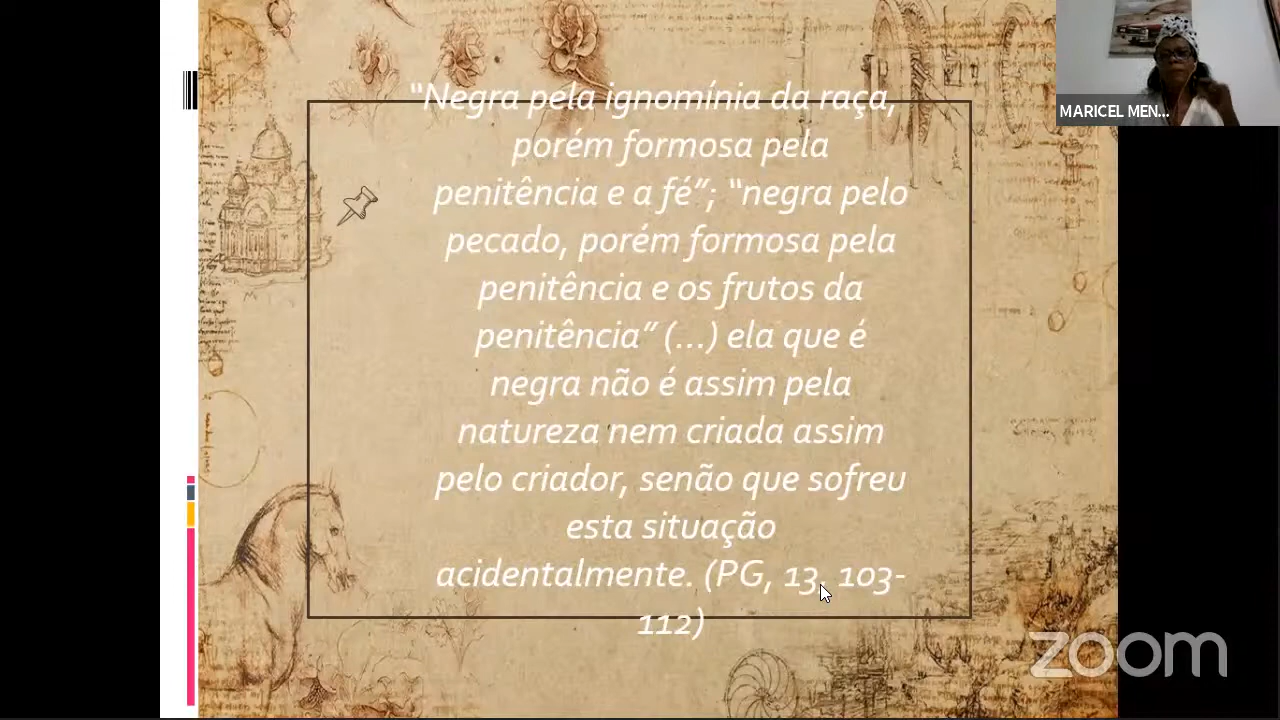 “Negra pela ignomínia da raça,
porém formosa pela
penitência e a fé”; “negra pelo
pecado, porém formosa pela
penitência e os frutos da
penitência” (...) ela que é
negra não é assim pela
natureza nem criada assim
pelo criador, senão que sofreu
esta situação
acidentalmente. (PG, 13, 103-
112)
MARICEL MEN...
zoom